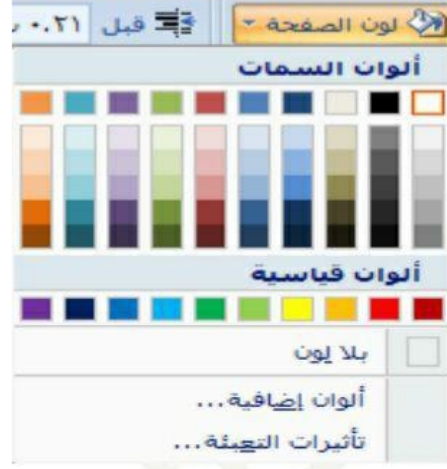 لون الصفحة قبل ٠.٢١
ألوان السمات
ألوان قياسية
بلا لون
ألوان إضافية...
تأثيرات التعبئة...